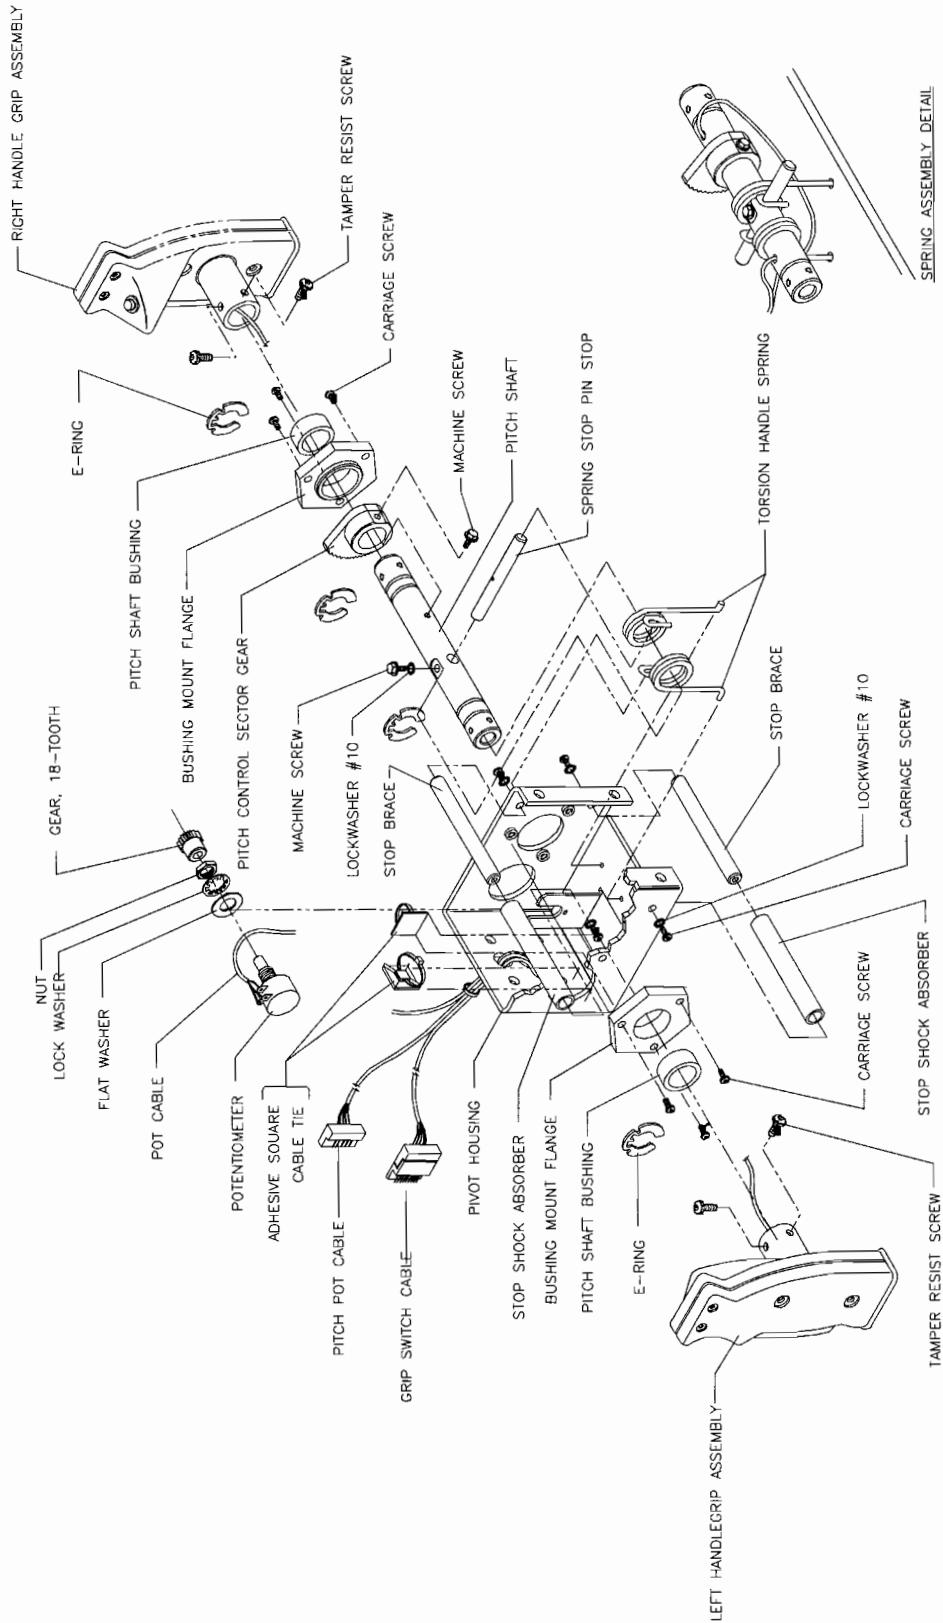 RIGHT HANDLE GRIP ASSEMBLY
TAMPER RESIST SCREW
CARRIAGE SCREW
E-RING
MACHINE SCREW
PITCH SHAFT
SPRING STOP PIN STOP
TORSION HANDLE SPRING
SPRING ASSEMBLY DETAIL
PITCH SHAFT BUSHING
BUSHING MOUNT FLANGE
PITCH CONTROL SECTOR GEAR
MACHINE SCREW
LOCKWASHER #10
STOP BRACE
STOP BRACE
LOCKWASHER #10
CARRIAGE SCREW
GEAR, 18-TOOTH
NUT
LOCK WASHER
FLAT WASHER
POT CABLE
POTENTIOMETER
ADHESIVE SQUARE
CABLE TIE
PITCH POT CABLE
GRIP SWITCH CABLE
PIVOT HOUSING
STOP SHOCK ABSORBER
BUSHING MOUNT FLANGE
PITCH SHAFT BUSHING
E-RING
CARRIAGE SCREW
STOP SHOCK ABSORBER
TAMPER RESIST SCREW
LEFT HANDLEGRIP ASSEMBLY